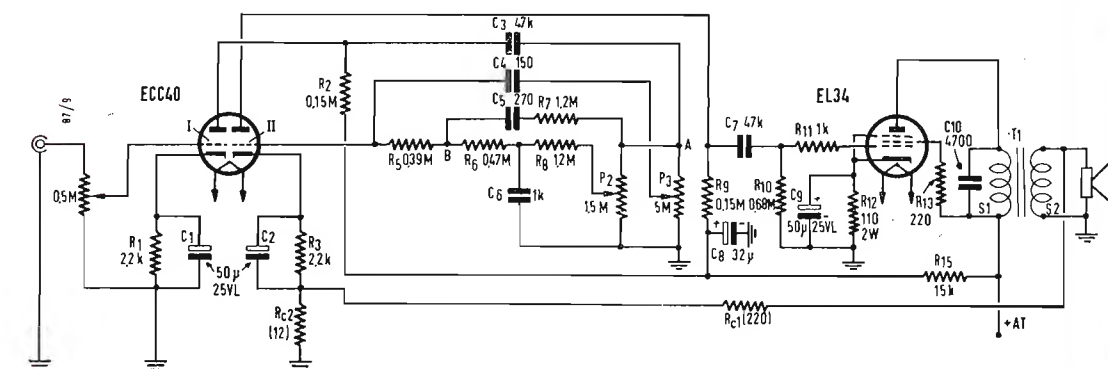 87/9
0,5M
ECC40
I
II
R1
2,2k
C1
50µ
25VL
C2
R3
2,2k
Rc2
(12)
R2
0,15M
C3 47k
C4 150
C5 270
R7 1,2M
R5 0,39M
B
R6 0,47M
R8 1,2M
C6
1k
P2
1,5M
A
P3
5M
C7 47k
R9
0,15M
R10
0,68M
C8 32µ
R11 1k
C9
50µ 25VL
R12
110
2W
EL34
R13
220
C10
4700
T1
S1
S2
R15
15k
Rc1(220)
+AT